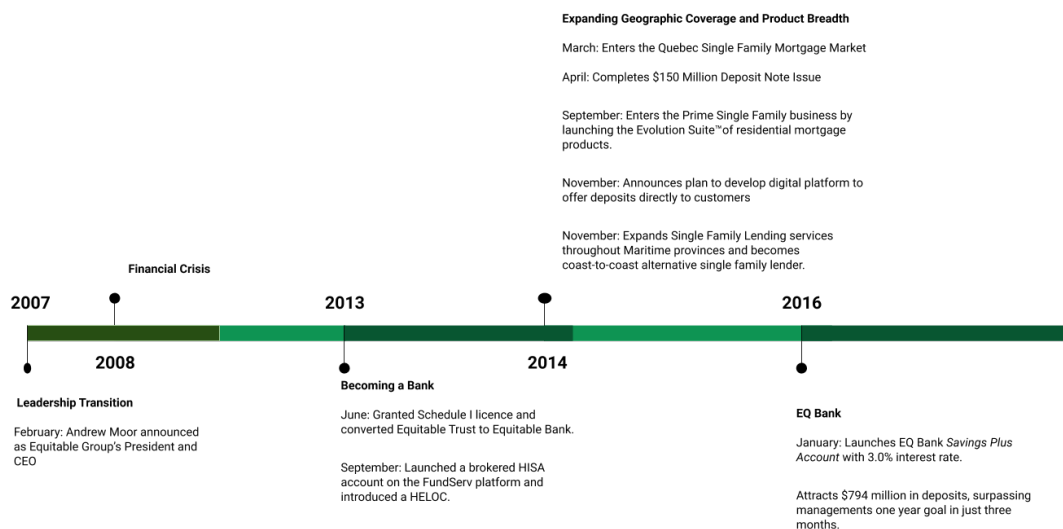 Expanding Geographic Coverage and Product Breadth
March: Enters the Quebec Single Family Mortgage Market
April: Completes $150 Million Deposit Note Issue
September: Enters the Prime Single Family business by
launching the Evolution Suite™of residential mortgage
products.
November: Announces plan to develop digital platform to
offer deposits directly to customers
November: Expands Single Family Lending services
throughout Maritime provinces and becomes
coast-to-coast alternative single family lender.
Financial Crisis
2007
2013
2016
2008
2014
Leadership Transition
February: Andrew Moor announced
as Equitable Group's President and
CEO
Becoming a Bank
June: Granted Schedule I licence and
converted Equitable Trust to Equitable Bank.
September: Launched a brokered HISA
account on the FundServ platform and
introduced a HELOC.
EQ Bank
January: Launches EQ Bank Savings Plus
Account with 3.0% interest rate.
Attracts $794 million in deposits, surpassing
managements one year goal in just three
months.